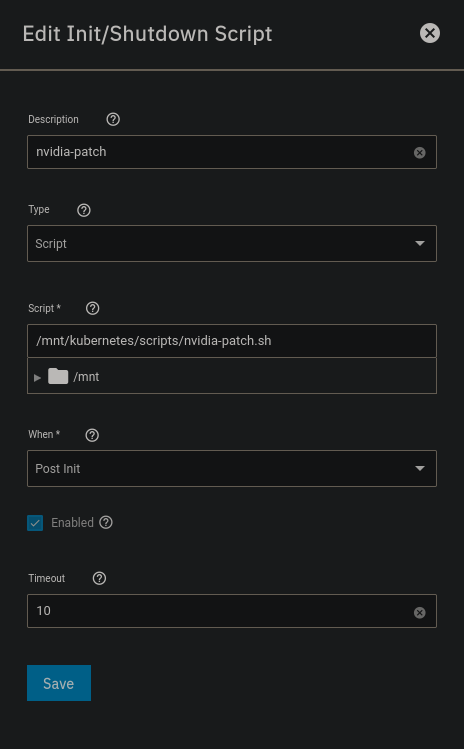 Edit Init/Shutdown Script
Description
nvidia-patch
Type
Script
Script *
/mnt/kubernetes/scripts/nvidia-patch.sh
/mnt
When *
Post Init
Enabled
Timeout
10
Save